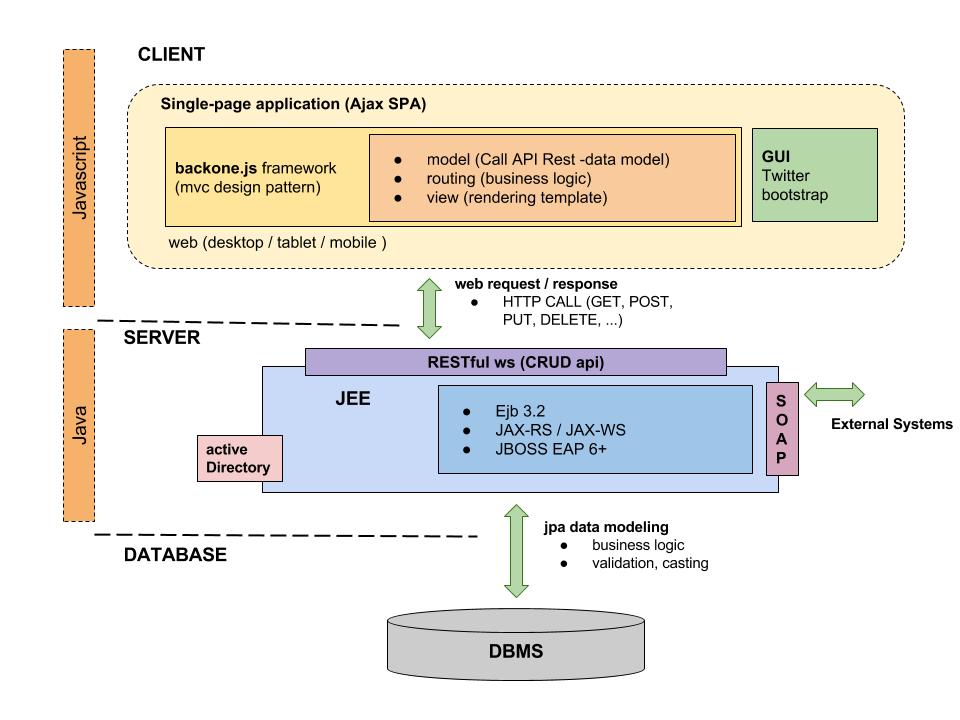 CLIENT
Javascript
Single-page application (Ajax SPA)
backone.js framework
(mvc design pattern)
● model (Call API Rest -data model)
● routing (business logic)
● view (rendering template)
GUI
Twitter
bootstrap
web (desktop / tablet / mobile )
web request / response
● HTTP CALL (GET, POST,
PUT, DELETE, ...)
SERVER
Java
RESTful ws (CRUD api)
JEE
● Ejb 3.2
● JAX-RS / JAX-WS
● JBOSS EAP 6+
S
O
A
P
External Systems
active
Directory
jpa data modeling
● business logic
● validation, casting
DATABASE
DBMS